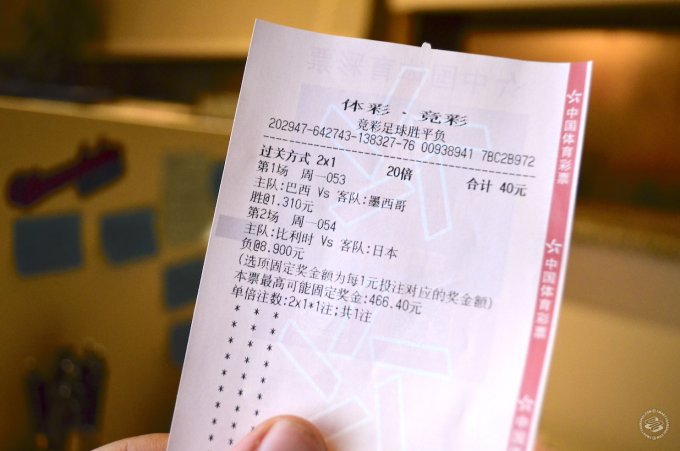 体彩·竞彩
竞彩足球胜平负
202947-642743-138327-76 00938941 7BC2B972
过关方式 2x1 20倍 合计 40元
第1场 周一053
主队:巴西 Vs 客队:墨西哥
胜@1.310元
第2场 周一054
主队:比利时 Vs 客队:日本
负@8.900元
(选项固定奖金额为每1元投注对应的奖金额)
本票最高可能固定奖金:466.40元
单倍注数:2x1*1注;共1注
中国体育彩票
中国体育彩票
中国